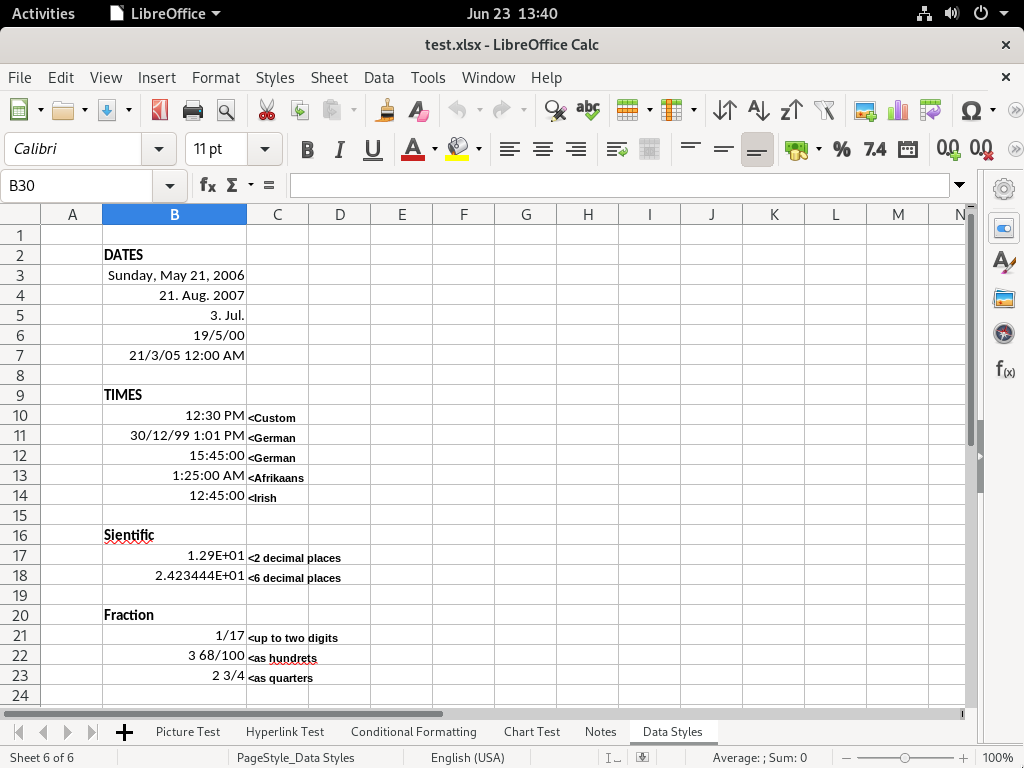 Activities LibreOffice Jun 23 13:40
test.xlsx - LibreOffice Calc
File Edit View Insert Format Styles Sheet Data Tools Window Help
Calibri 11 pt B I U A % 7.4 0.0 0.0
B30 fx Σ =
A B C D E F G H I J K L M N
1
2 DATES
3 Sunday, May 21, 2006
4 21. Aug. 2007
5 3. Jul.
6 19/5/00
7 21/3/05 12:00 AM
8
9 TIMES
10 12:30 PM <Custom
11 30/12/99 1:01 PM <German
12 15:45:00 <German
13 1:25:00 AM <Afrikaans
14 12:45:00 <Irish
15
16 Sientific
17 1.29E+01 <2 decimal places
18 2.423444E+01 <6 decimal places
19
20 Fraction
21 1/17 <up to two digits
22 3 68/100 <as hundrets
23 2 3/4 <as quarters
24
Picture Test Hyperlink Test Conditional Formatting Chart Test Notes Data Styles
Sheet 6 of 6 PageStyle_Data Styles English (USA) Average: ; Sum: 0 100%